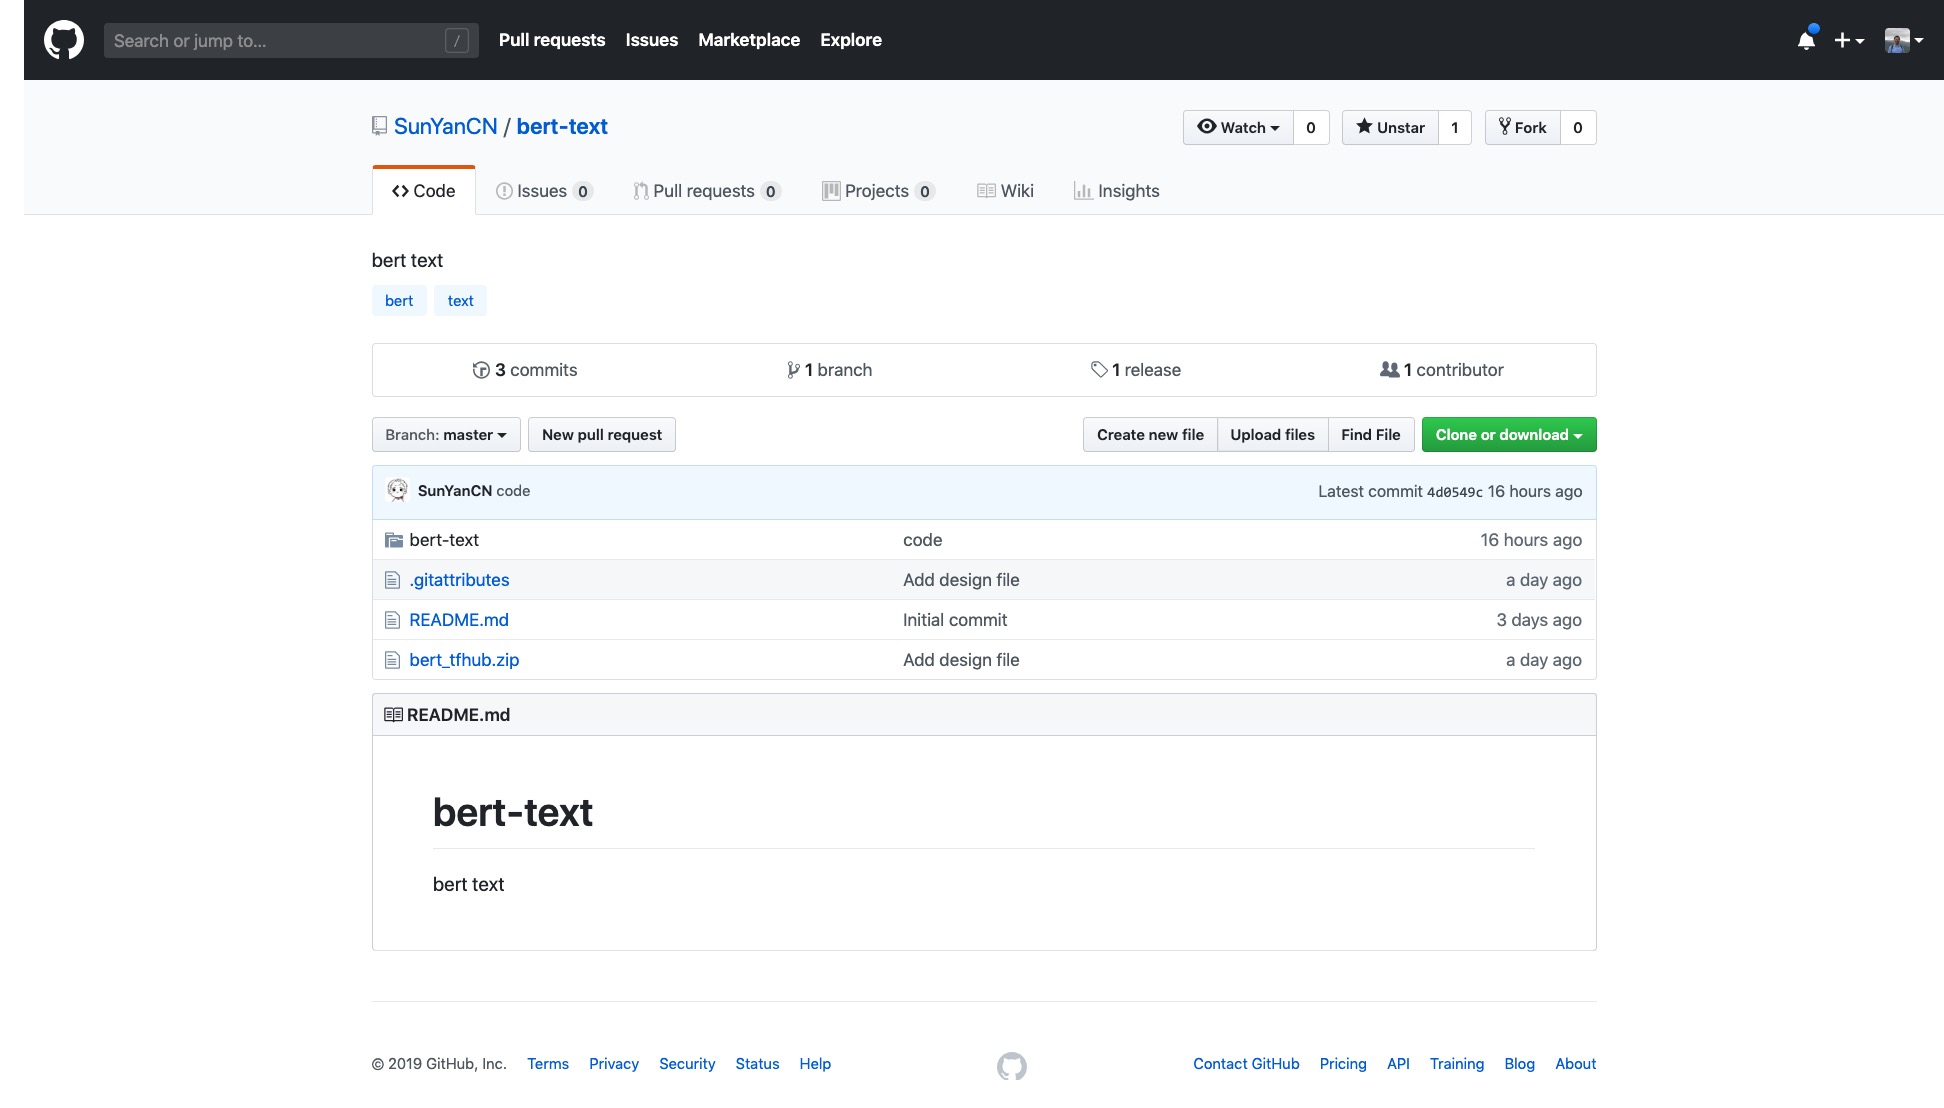 Search or jump to... / Pull requests Issues Marketplace Explore
SunYanCN / bert-text Watch 0 Unstar 1 Fork 0
Code Issues 0 Pull requests 0 Projects 0 Wiki Insights
bert text
bert text
3 commits 1 branch 1 release 1 contributor
Branch: master New pull request Create new file Upload files Find File Clone or download
SunYanCN code Latest commit 4d0549c 16 hours ago
bert-text code 16 hours ago
.gitattributes Add design file a day ago
README.md Initial commit 3 days ago
bert_tfhub.zip Add design file a day ago
README.md
bert-text
bert text
© 2019 GitHub, Inc. Terms Privacy Security Status Help Contact GitHub Pricing API Training Blog About